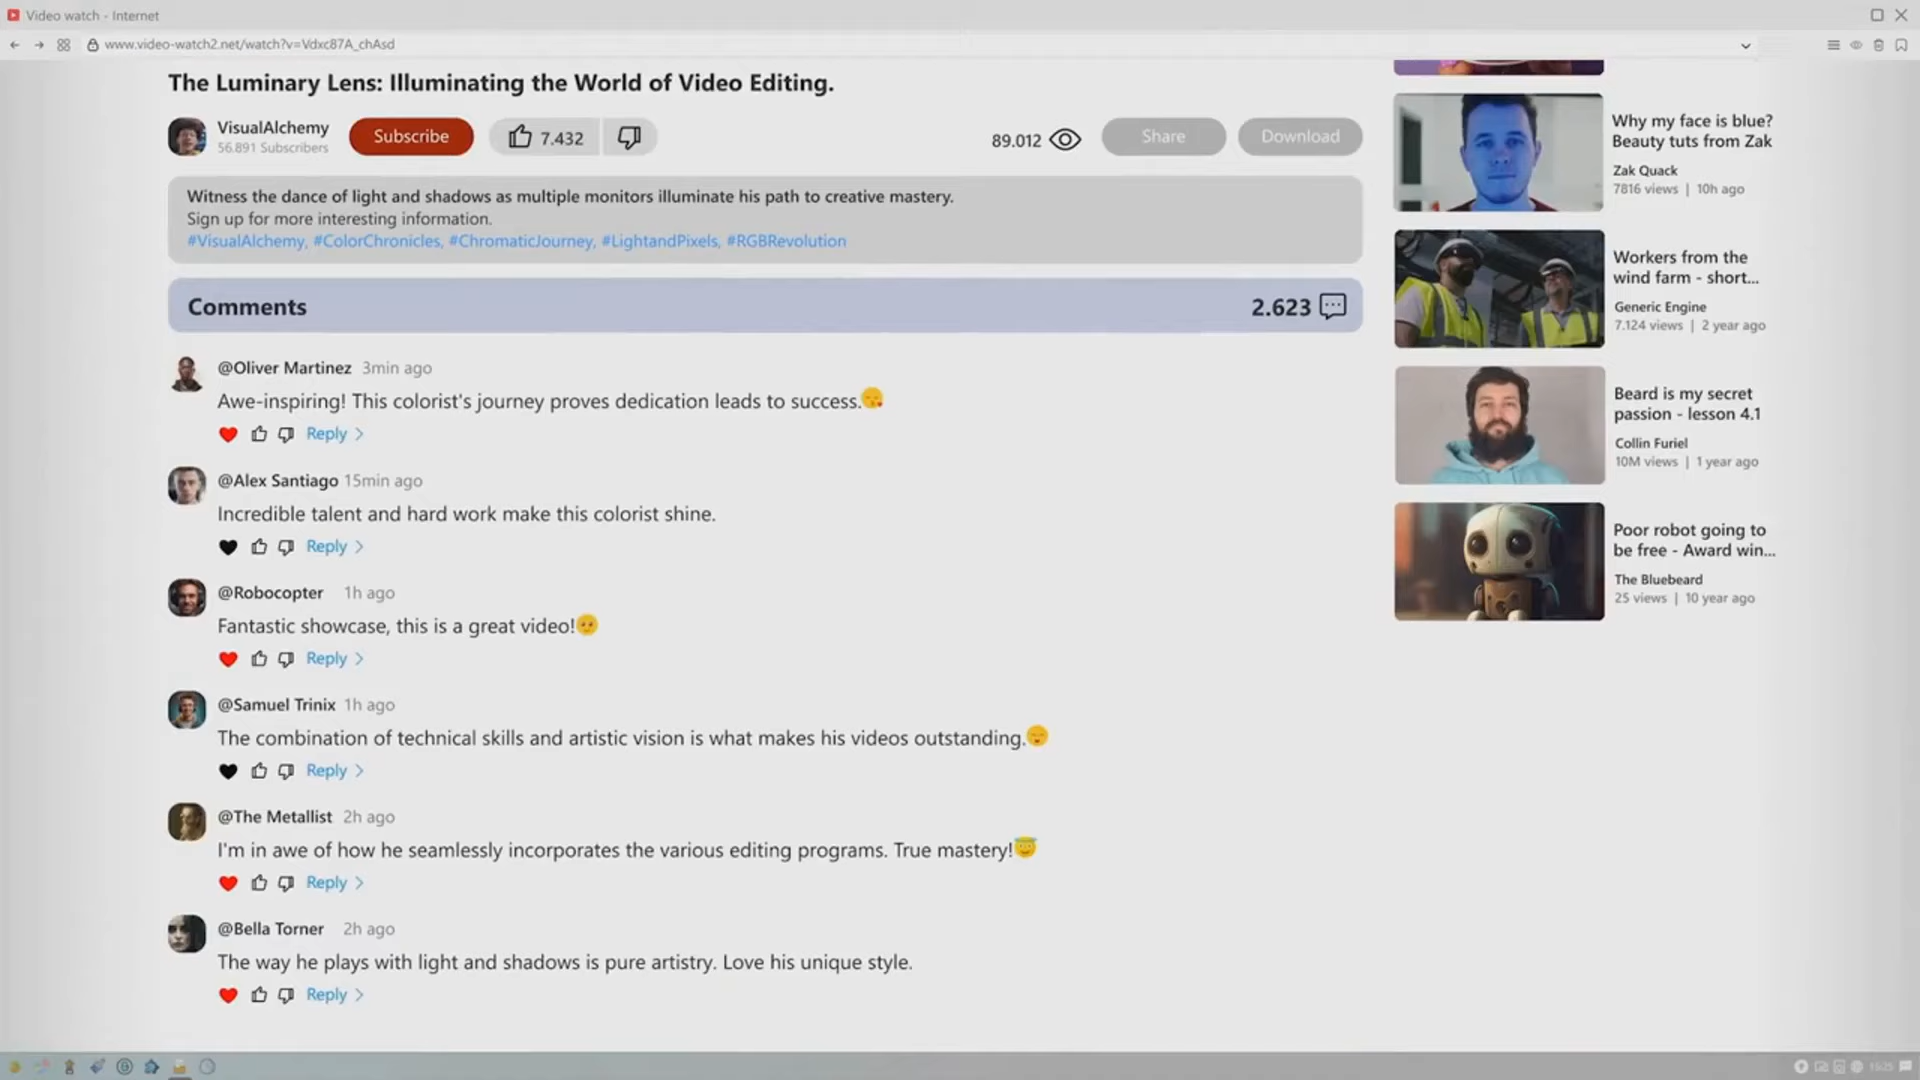 Video watch - Internet
www.video-watch2.net/watch?v=Vdxc87A_chAsd
The Luminary Lens: Illuminating the World of Video Editing.
VisualAlchemy
56.891 Subscribers
Subscribe
7.432
89.012
Share
Download
Witness the dance of light and shadows as multiple monitors illuminate his path to creative mastery.
Sign up for more interesting information.
#VisualAlchemy, #ColorChronicles, #ChromaticJourney, #LightandPixels, #RGBRevolution
Comments
2.623
@Oliver Martinez 3min ago
Awe-inspiring! This colorist's journey proves dedication leads to success.
Reply
@Alex Santiago 15min ago
Incredible talent and hard work make this colorist shine.
Reply
@Robocopter 1h ago
Fantastic showcase, this is a great video!
Reply
@Samuel Trinix 1h ago
The combination of technical skills and artistic vision is what makes his videos outstanding.
Reply
@The Metallist 2h ago
I'm in awe of how he seamlessly incorporates the various editing programs. True mastery!
Reply
@Bella Torner 2h ago
The way he plays with light and shadows is pure artistry. Love his unique style.
Reply
Why my face is blue?
Beauty tuts from Zak
Zak Quack
7816 views | 10h ago
Workers from the
wind farm - short...
Generic Engine
7.124 views | 2 year ago
Beard is my secret
passion - lesson 4.1
Collin Furiel
10M views | 1 year ago
Poor robot going to
be free - Award win...
The Bluebeard
25 views | 10 year ago